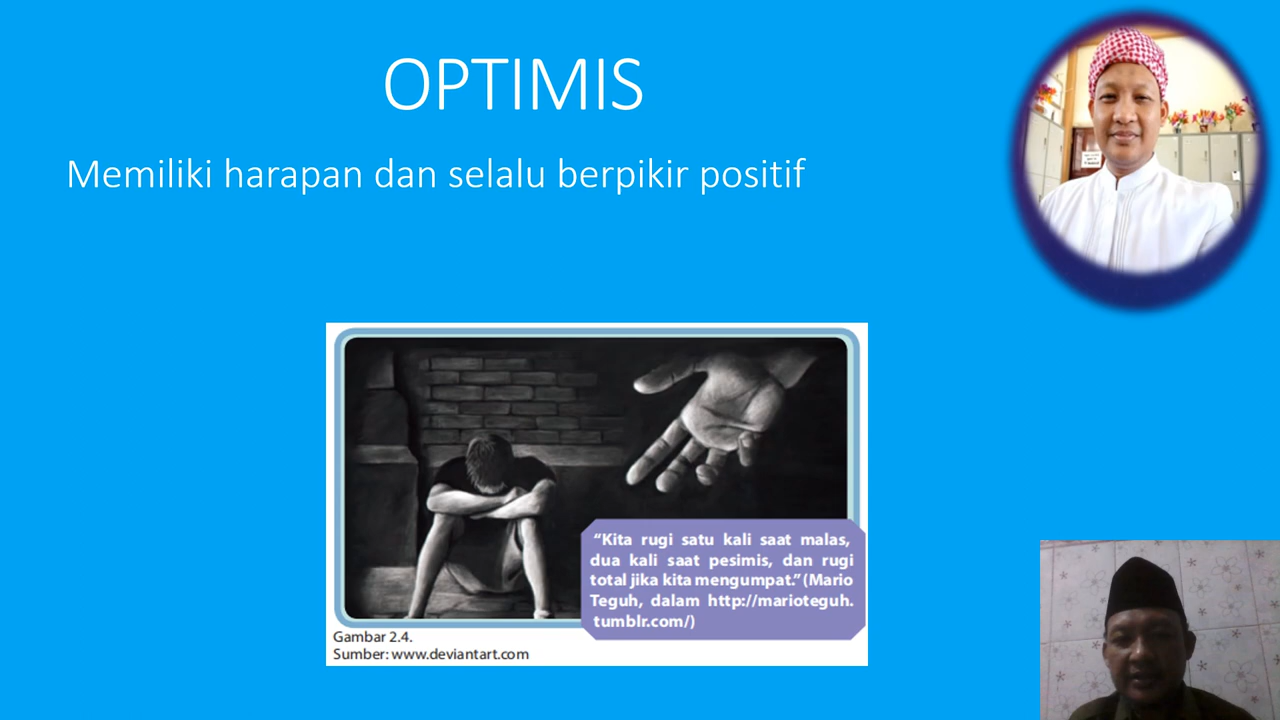 OPTIMIS
Memiliki harapan dan selalu berpikir positif
“Kita rugi satu kali saat malas,
dua kali saat pesimis, dan rugi
total jika kita mengumpat.” (Mario
Teguh, dalam http://marioteguh.
tumblr.com/)
Gambar 2.4.
Sumber: www.deviantart.com